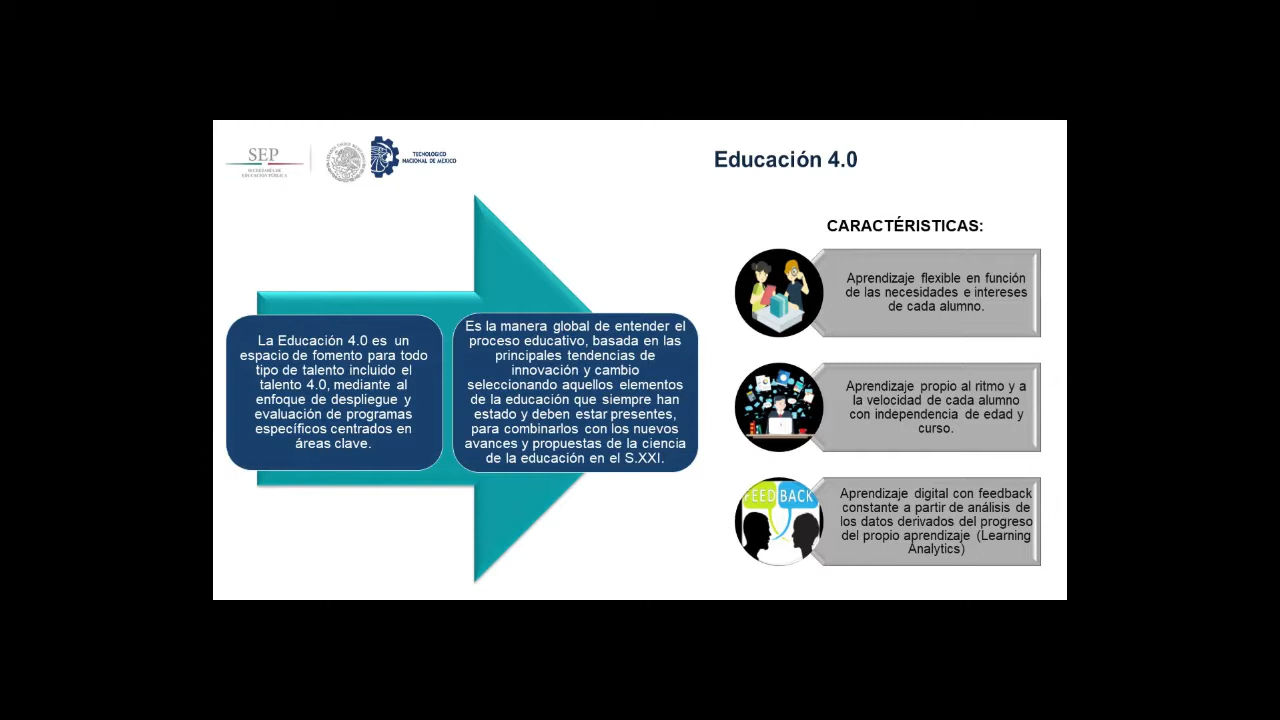 SEP
SECRETARÍA DE
EDUCACIÓN PÚBLICA
TECNOLÓGICO
NACIONAL DE MÉXICO
Educación 4.0
La Educación 4.0 es un
espacio de fomento para todo
tipo de talento incluido el
talento 4.0, mediante al
enfoque de despliegue y
evaluación de programas
específicos centrados en
áreas clave.
Es la manera global de entender el
proceso educativo, basada en las
principales tendencias de
innovación y cambio
seleccionando aquellos elementos
de la educación que siempre han
estado y deben estar presentes,
para combinarlos con los nuevos
avances y propuestas de la ciencia
de la educación en el S.XXI.
CARACTÉRISTICAS:
Aprendizaje flexible en función
de las necesidades e intereses
de cada alumno.
Aprendizaje propio al ritmo y a
la velocidad de cada alumno
con independencia de edad y
curso.
FEED BACK
Aprendizaje digital con feedback
constante a partir de análisis de
los datos derivados del progreso
del propio aprendizaje (Learning
Analytics)